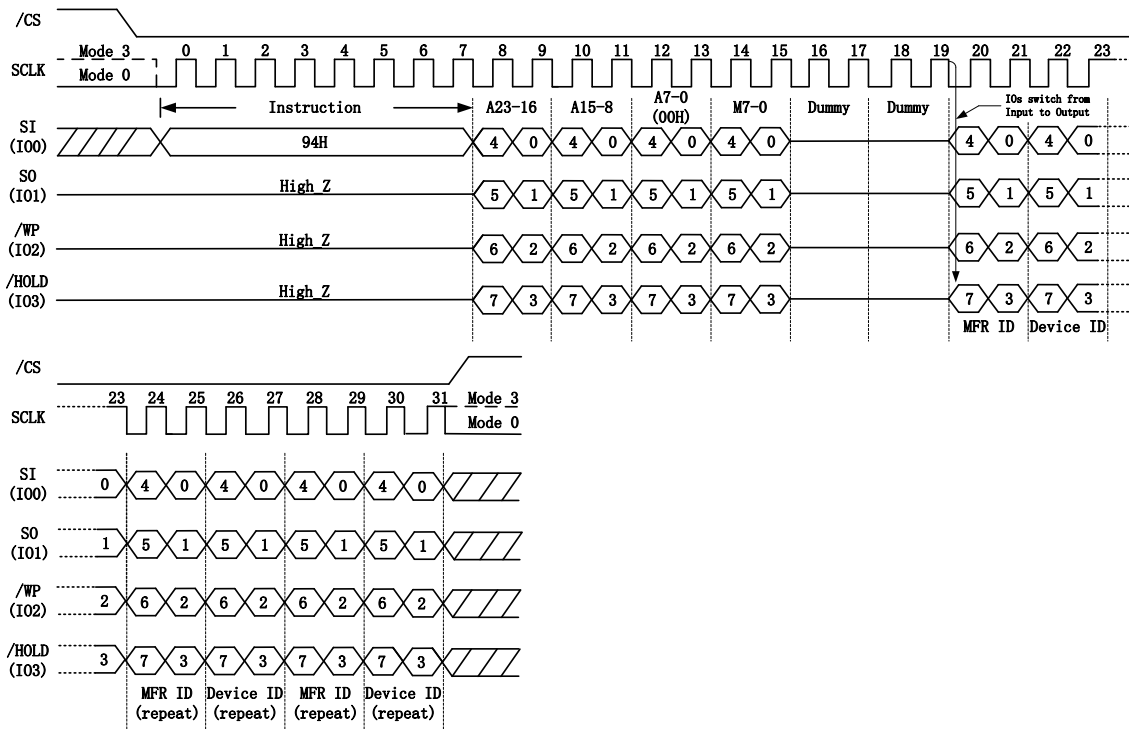 /CS
Mode 3 0 1 2 3 4 5 6 7 8 9 10 11 12 13 14 15 16 17 18 19 20 21 22 23
SCLK
Mode 0
Instruction A23-16 A15-8 A7-0 M7-0 Dummy Dummy IOs switch from
(00H) Input to Output
SI
(IO0) 94H 4 0 4 0 4 0 4 0 4 0 4 0
SO
(IO1) High_Z 5 1 5 1 5 1 5 1 5 1 5 1
/WP
(IO2) High_Z 6 2 6 2 6 2 6 2 6 2 6 2
/HOLD
(IO3) High_Z 7 3 7 3 7 3 7 3 7 3 7 3
MFR ID Device ID
/CS
23 24 25 26 27 28 29 30 31 Mode 3
SCLK
Mode 0
SI
(IO0) 0 4 0 4 0 4 0 4 0
SO
(IO1) 1 5 1 5 1 5 1 5 1
/WP
(IO2) 2 6 2 6 2 6 2 6 2
/HOLD
(IO3) 3 7 3 7 3 7 3 7 3
MFR ID Device ID MFR ID Device ID
(repeat) (repeat) (repeat) (repeat)